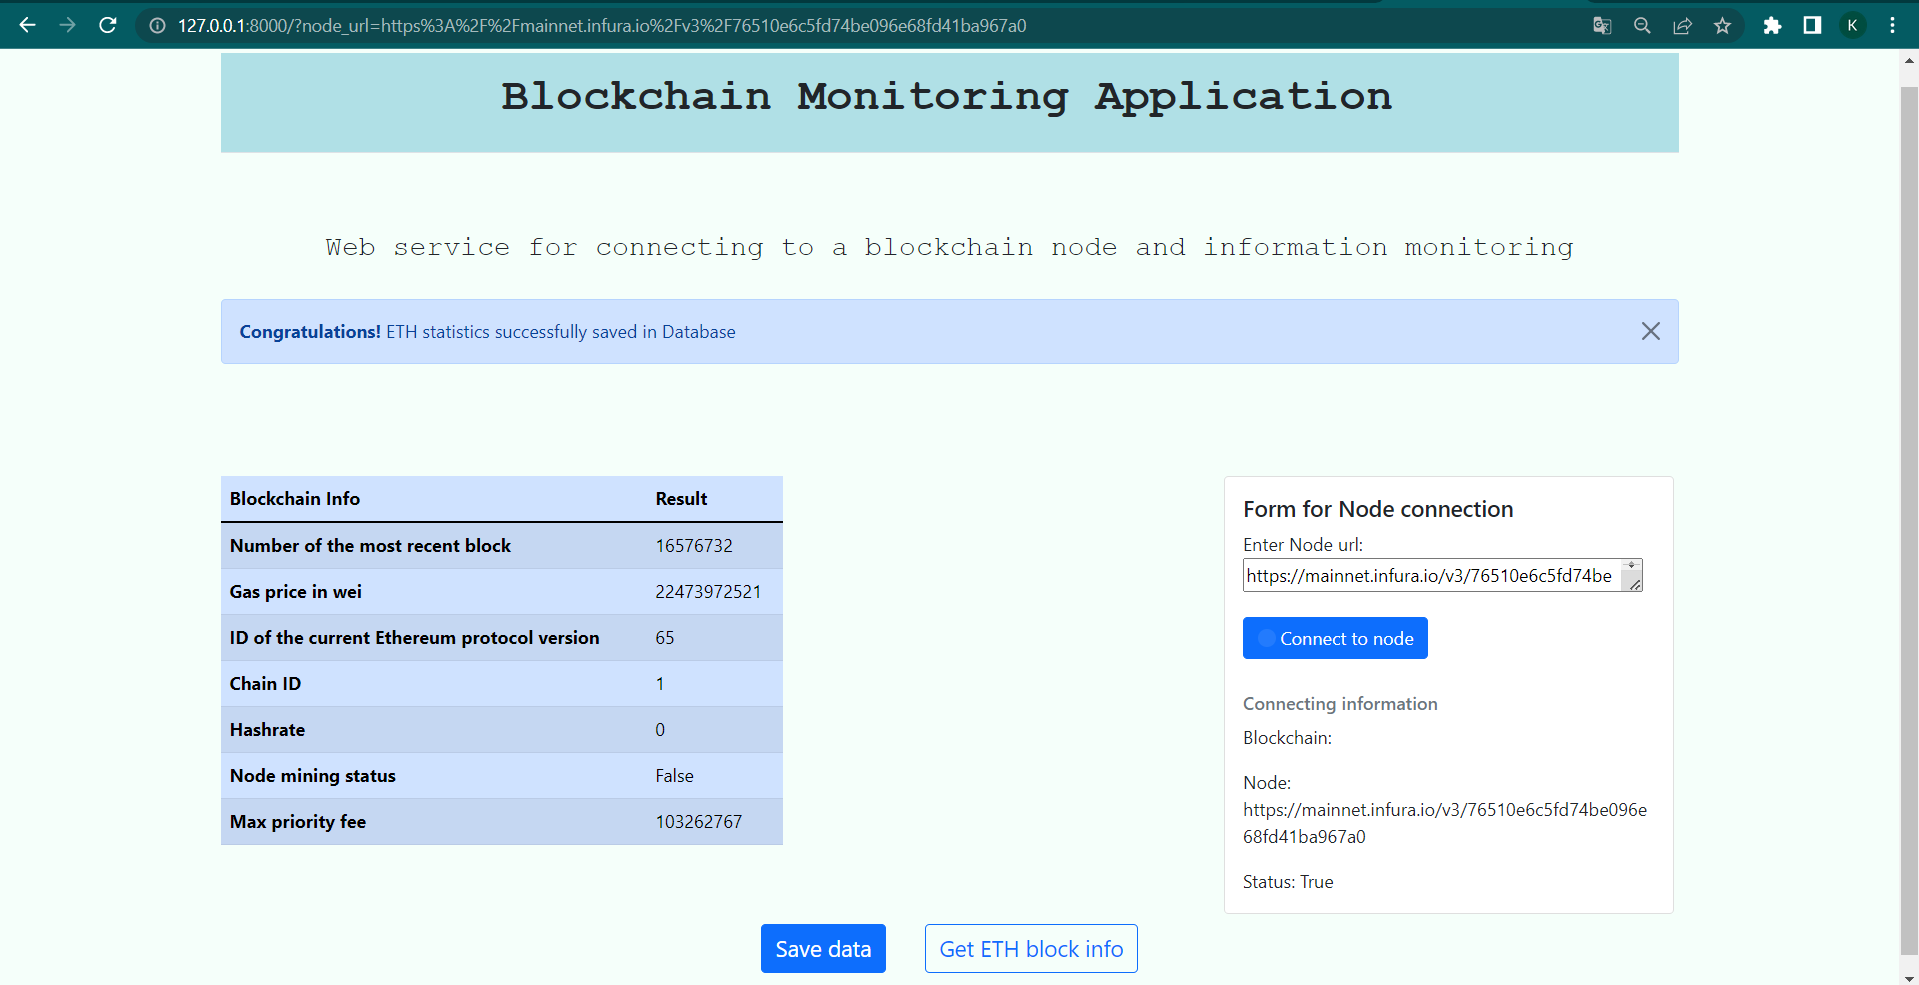 127.0.0.1:8000/?node_url=https%3A%2F%2Fmainnet.infura.io%2Fv3%2F76510e6c5fd74be096e68fd41ba967a0
K
Blockchain Monitoring Application
Web service for connecting to a blockchain node and information monitoring
Congratulations! ETH statistics successfully saved in Database
Blockchain Info Result
Number of the most recent block 16576732
Gas price in wei 22473972521
ID of the current Ethereum protocol version 65
Chain ID 1
Hashrate 0
Node mining status False
Max priority fee 103262767
Form for Node connection
Enter Node url:
https://mainnet.infura.io/v3/76510e6c5fd74be
Connect to node
Connecting information
Blockchain:
Node:
https://mainnet.infura.io/v3/76510e6c5fd74be096e
68fd41ba967a0
Status: True
Save data
Get ETH block info